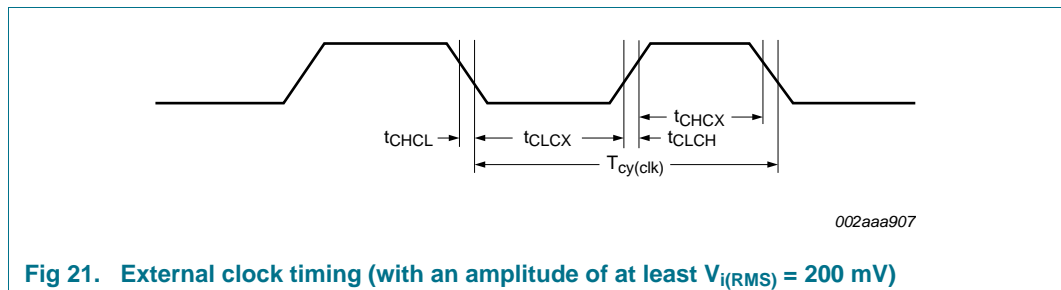 tCHCX
tCHCL tCLCX tCLCH
Tcy(clk)
002aaa907
Fig 21. External clock timing (with an amplitude of at least Vi(RMS) = 200 mV)